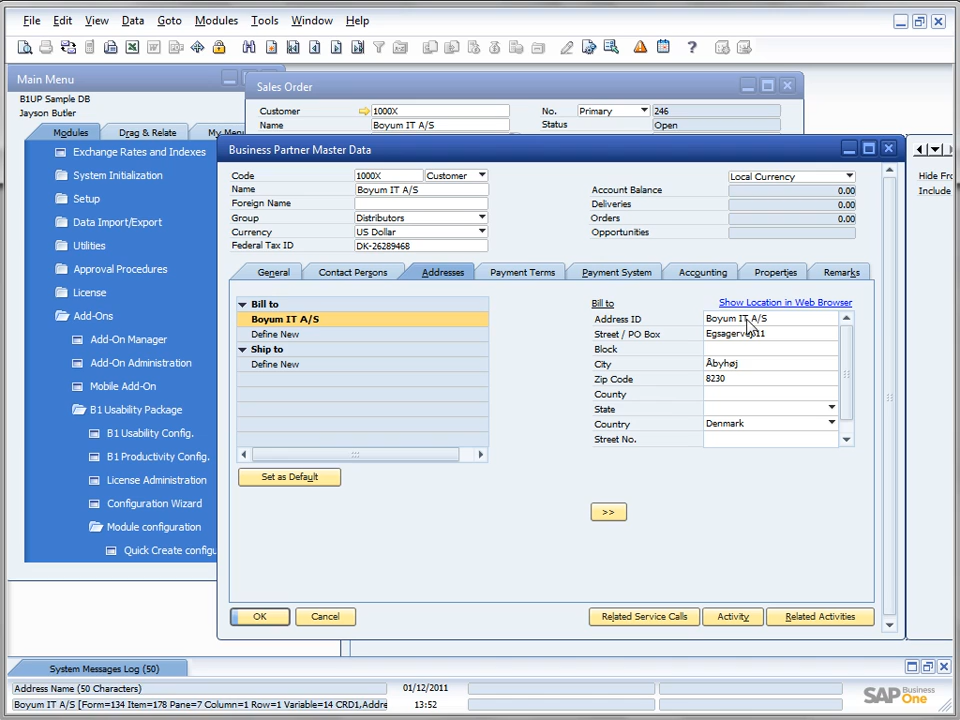 File Edit View Data Goto Modules Tools Window Help
Main Menu
B1UP Sample DB
Jayson Butler
Modules Drag & Relate My Menu
Exchange Rates and Indexes
System Initialization
Setup
Data Import/Export
Utilities
Approval Procedures
License
Add-Ons
Add-On Manager
Add-On Administration
Mobile Add-On
B1 Usability Package
B1 Usability Config.
B1 Productivity Config.
License Administration
Configuration Wizard
Module configuration
Quick Create configu
Sales Order
Customer 1000X No. Primary 246
Name Boyum IT A/S Status Open
Business Partner Master Data
Code 1000X Customer Local Currency
Name Boyum IT A/S Account Balance 0.00
Foreign Name Deliveries 0.00
Group Distributors Orders 0.00
Currency US Dollar Opportunities
Federal Tax ID DK-26289468
General Contact Persons Addresses Payment Terms Payment System Accounting Properties Remarks
Bill to
Boyum IT A/S
Define New
Ship to
Define New
Set as Default
Bill to Show Location in Web Browser
Address ID Boyum IT A/S
Street / PO Box
Block
City Åbyhøj
Zip Code 8230
County
State
Country Denmark
Street No.
>>
OK Cancel Related Service Calls Activity Related Activities
Hide Fro
Include
System Messages Log (50)
Address Name (50 Characters) 01/12/2011
Boyum IT A/S [Form=134 Item=178 Pane=7 Column=1 Row=1 Variable=14 CRD1,Addre 13:52
SAP Business One